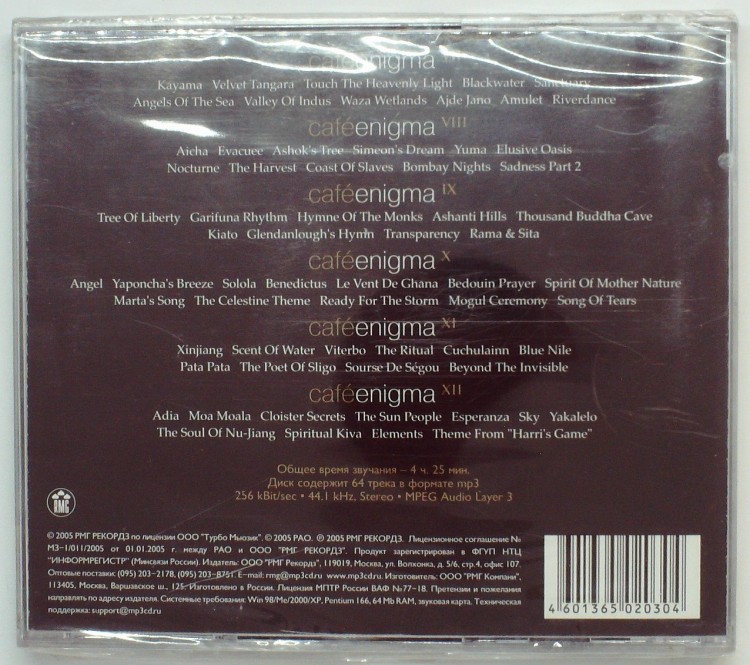 caféenigma
Kayama Velvet Tangara Touch The Heavenly Light Blackwater Sanctuary
Angels Of The Sea Valley Of Indus Waza Wetlands Ajde Jano Amulet Riverdance
caféenigma VIII
Aicha Evacuee Ashok's Tree Simeon's Dream Yuma Elusive Oasis
Nocturne The Harvest Coast Of Slaves Bombay Nights Sadness Part 2
caféenigma IX
Tree Of Liberty Garifuna Rhythm Hymne Of The Monks Ashanti Hills Thousand Buddha Cave
Kiato Glendanlough's Hymn Transparency Rama & Sita
caféenigma X
Angel Yaponcha's Breeze Solola Benedictus Le Vent De Ghana Bedouin Prayer Spirit Of Mother Nature
Marta's Song The Celestine Theme Ready For The Storm Mogul Ceremony Song Of Tears
caféenigma XI
Xinjiang Scent Of Water Viterbo The Ritual Cuchulainn Blue Nile
Pata Pata The Poet Of Sligo Sourse De Ségou Beyond The Invisible
caféenigma XII
Adia Moa Moala Cloister Secrets The Sun People Esperanza Sky Yakalelo
The Soul Of Nu-Jiang Spiritual Kiva Elements Theme From "Harri's Game"
Общее время звучания – 4 ч. 25 мин.
Диск содержит 64 трека в формате mp3
256 kBit/sec • 44.1 kHz, Stereo • MPEG Audio Layer 3
RMG
© 2005 РМГ РЕКОРДЗ по лицензии ООО "Турбо Мьюзик". © 2005 РАО. ℗ 2005 РМГ РЕКОРДЗ. Лицензионное соглашение №
МЗ-1/011/2005 от 01.01.2005 г. между РАО и ООО "РМГ РЕКОРДЗ". Продукт зарегистрирован в ФГУП НТЦ
"ИНФОРМРЕГИСТР" (Минсвязи России). Издатель: ООО "РМГ Рекордз", 119019, Москва, ул. Волхонка, д. 5/6, стр.4, офис 107.
Оптовые поставки: (095) 203-2178, (095) 203-8751. E-mail: rmg@mp3cd.ru www.mp3cd.ru. Изготовитель: ООО "РМГ Компани",
113405, Москва, Варшавское ш., 125. Изготовлено в России. Лицензия МПТР России ВАФ №77-18. Претензии и пожелания
направлять по адресу издателя. Системные требования: Win 98/Me/2000/XP, Pentium 166, 64 Mb RAM, звуковая карта. Техническая
поддержка: support@mp3cd.ru
4 601365 020304